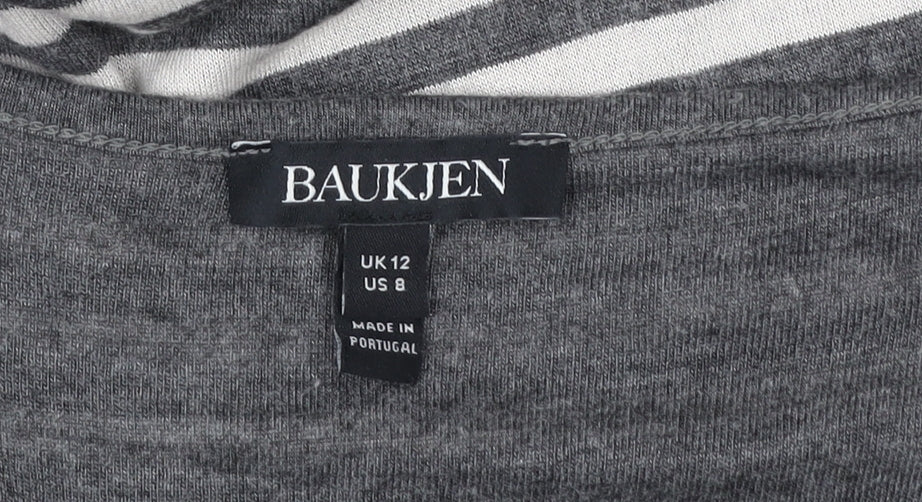 BAUKJEN
UK 12
US 8
MADE IN
PORTUGAL